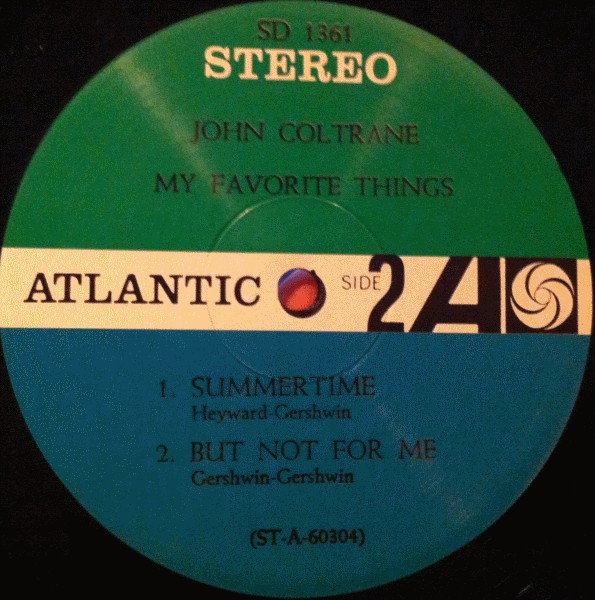 SD 1361
STEREO
JOHN COLTRANE
MY FAVORITE THINGS
ATLANTIC SIDE 2 A
1. SUMMERTIME
Heyward-Gershwin
2. BUT NOT FOR ME
Gershwin-Gershwin
(ST-A-60304)